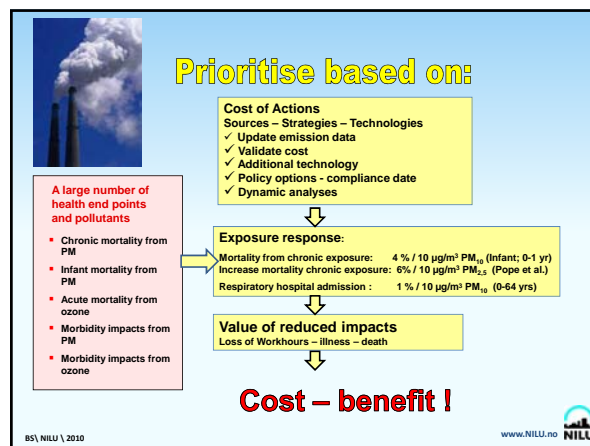 Prioritise based on:
Cost of Actions
Sources – Strategies – Technologies
✓ Update emission data
✓ Validate cost
✓ Additional technology
✓ Policy options - compliance date
✓ Dynamic analyses
A large number of
health end points
and pollutants
▪ Chronic mortality from
PM
▪ Infant mortality from
PM
▪ Acute mortality from
ozone
▪ Morbidity impacts from
PM
▪ Morbidity impacts from
ozone
Exposure response:
Mortality from chronic exposure: 4 % / 10 µg/m³ PM₁₀ (Infant; 0-1 yr)
Increase mortality chronic exposure: 6% / 10 µg/m³ PM₂.₅ (Pope et al.)
Respiratory hospital admission : 1 % / 10 µg/m³ PM₁₀ (0-64 yrs)
Value of reduced impacts
Loss of Workhours – illness – death
Cost – benefit !
BS\ NILU \ 2010
www.NILU.no
NILU